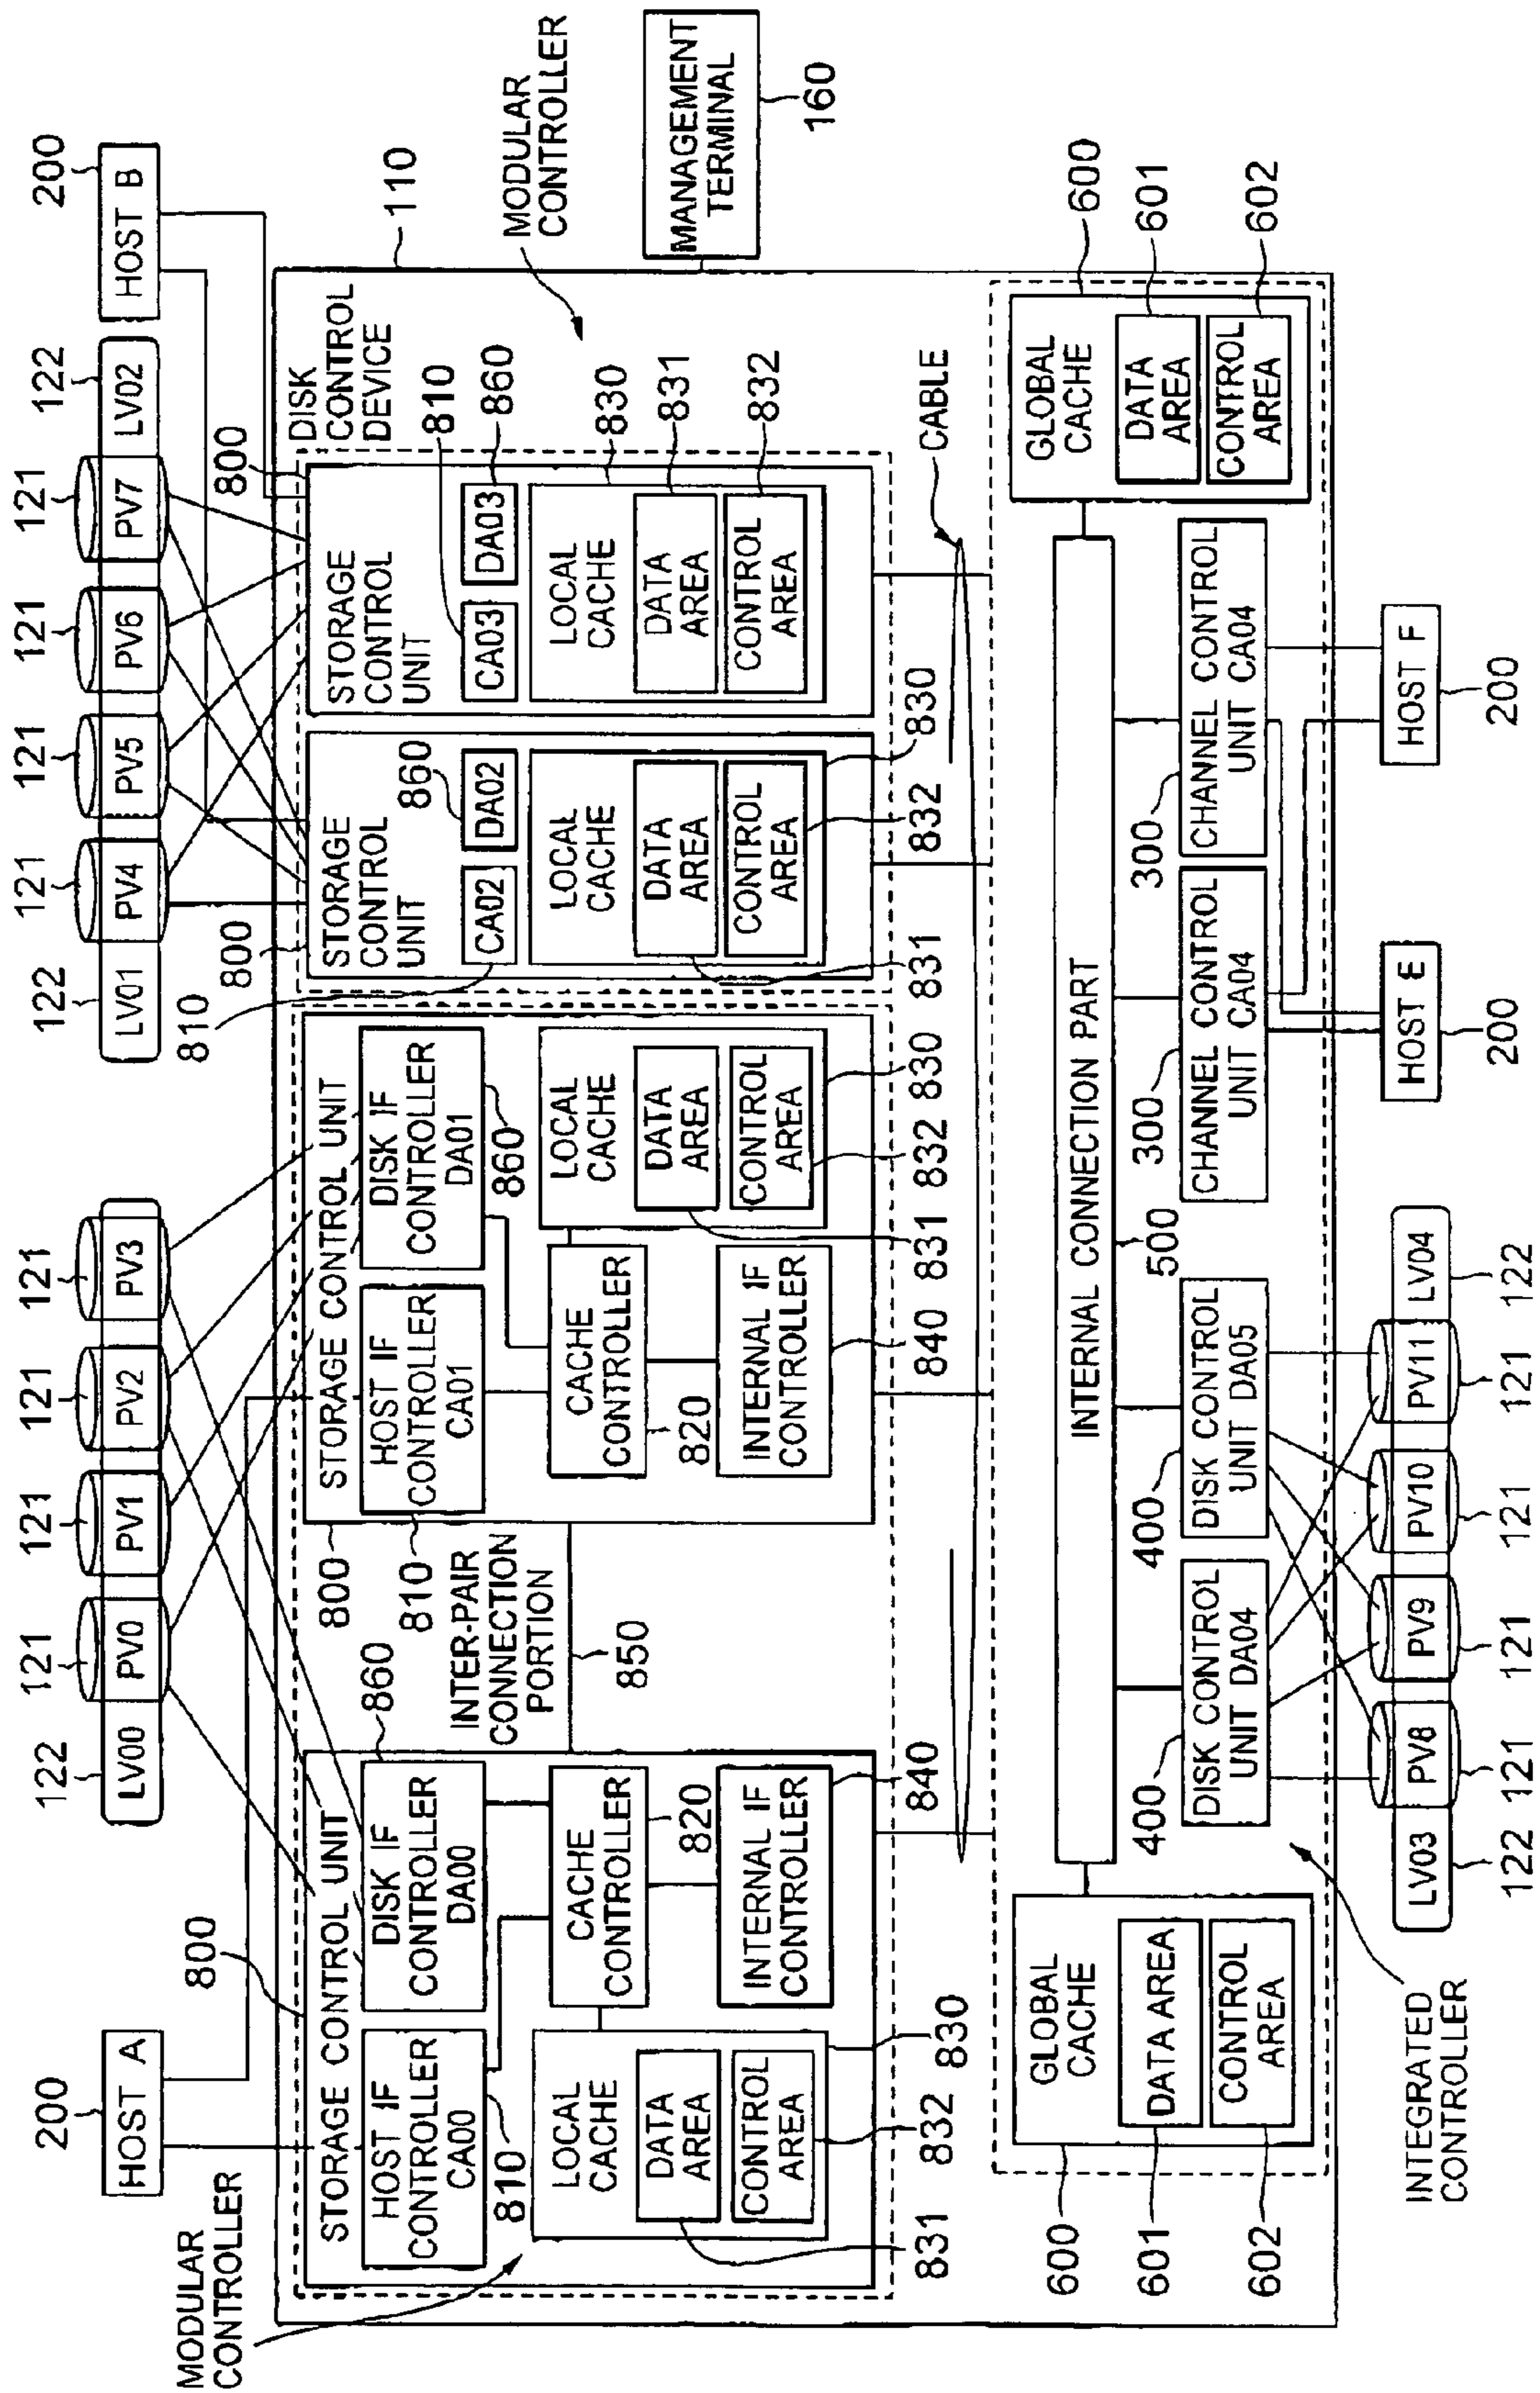 200
HOST A
122
LV00
121
PV0
121
PV1
121
PV2
121
PV3
122
LV01
121
PV4
121
PV5
121
PV6
121
PV7
122
LV02
200
HOST B
MODULAR
CONTROLLER
800
STORAGE CONTROL UNIT
HOST IF
CONTROLLER
CA00
810
DISK IF
CONTROLLER
DA00
860
LOCAL
CACHE
DATA
AREA
CONTROL
AREA
831
832
830
CACHE
CONTROLLER
820
INTERNAL IF
CONTROLLER
840
INTER-PAIR
CONNECTION
PORTION
850
800
STORAGE CONTROL UNIT
HOST IF
CONTROLLER
CA01
810
DISK IF
CONTROLLER
DA01
860
CACHE
CONTROLLER
820
INTERNAL IF
CONTROLLER
840
LOCAL
CACHE
DATA
AREA
CONTROL
AREA
831
832
830
810
800
STORAGE
CONTROL
UNIT
CA02
DA02
860
LOCAL
CACHE
DATA
AREA
CONTROL
AREA
831
832
830
800
STORAGE
CONTROL
UNIT
CA03
DA03
810
860
LOCAL
CACHE
DATA
AREA
CONTROL
AREA
830
831
832
DISK
CONTROL
DEVICE
110
MODULAR
CONTROLLER
MANAGEMENT
TERMINAL
160
CABLE
GLOBAL
CACHE
DATA AREA
CONTROL
AREA
600
601
602
INTERNAL CONNECTION PART
500
GLOBAL
CACHE
DATA
AREA
CONTROL
AREA
600
601
602
400
DISK CONTROL
UNIT DA04
400
DISK CONTROL
UNIT DA05
300
CHANNEL CONTROL
UNIT CA04
300
CHANNEL CONTROL
UNIT CA04
INTEGRATED
CONTROLLER
LV03
122
PV8
121
PV9
121
PV10
121
PV11
121
LV04
122
HOST E
200
HOST F
200